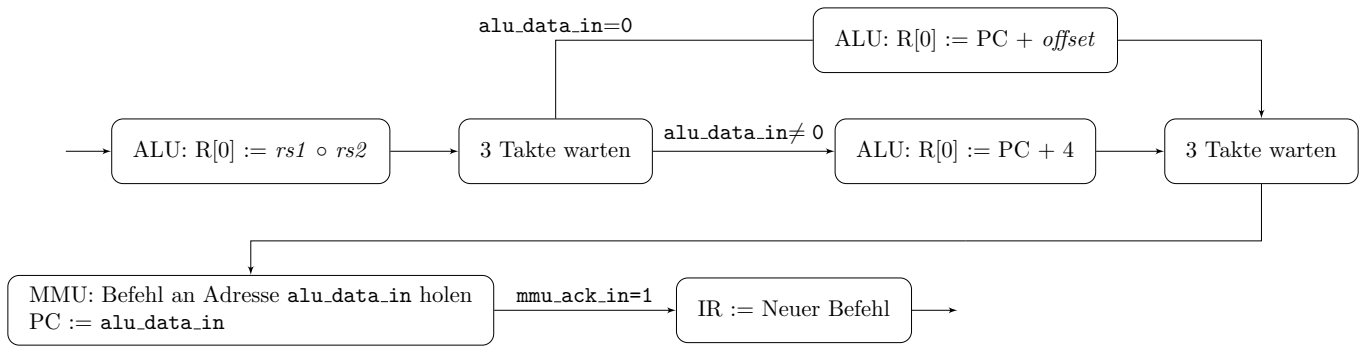 alu_data_in=0
ALU: R[0] := PC + offset
ALU: R[0] := rs1 ∘ rs2
3 Takte warten
alu_data_in≠ 0
ALU: R[0] := PC + 4
3 Takte warten
MMU: Befehl an Adresse alu_data_in holen
PC := alu_data_in
mmu_ack_in=1
IR := Neuer Befehl